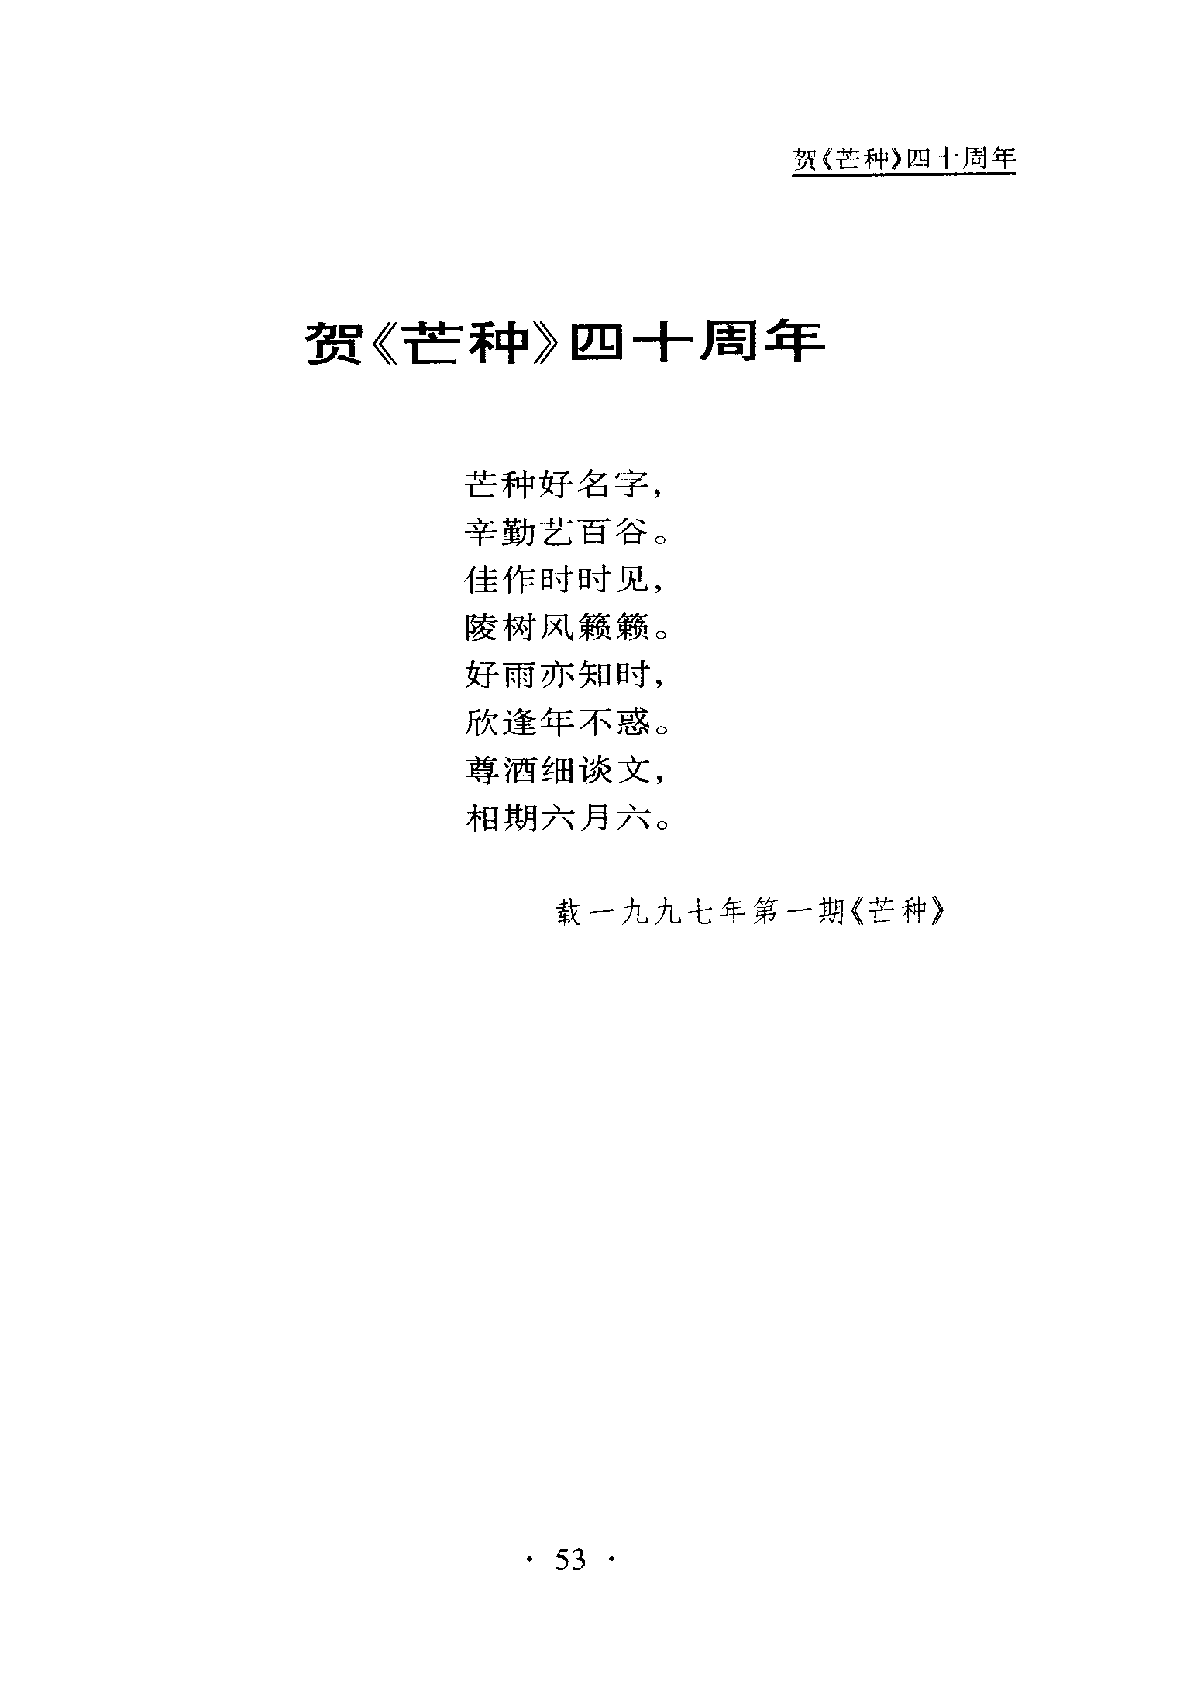 贺《芒种》四十周年
贺《芒种》四十周年
芒种好名字，
辛勤艺百谷。
佳作时时见，
陵树风籁籁。
好雨亦知时，
欣逢年不惑。
尊酒细谈文，
相期六月六。
载一九九七年第一期《芒种》
· 53 ·